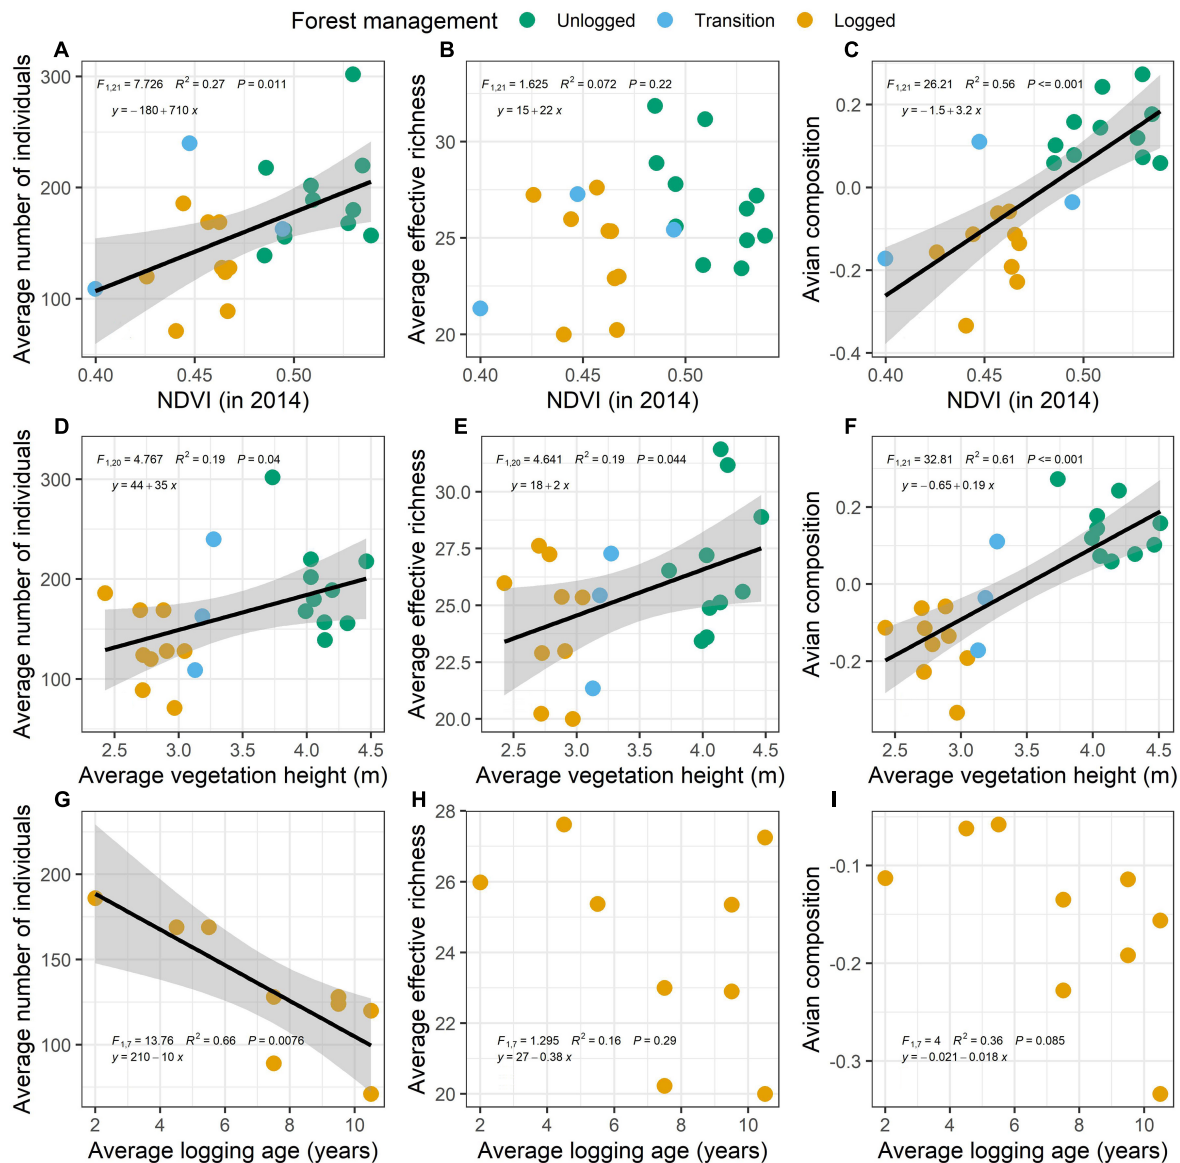 Forest management Unlogged Transition Logged
A
F1,21 = 7.726 R2 = 0.27 P = 0.011
y = −180 + 710 x
Average number of individuals
300
200
100
0.40 0.45 0.50
NDVI (in 2014)
B
F1,21 = 1.625 R2 = 0.072 P = 0.22
y = 15 + 22 x
Average effective richness
30
25
20
0.40 0.45 0.50
NDVI (in 2014)
C
F1,21 = 26.21 R2 = 0.56 P <= 0.001
y = −1.5 + 3.2 x
Avian composition
0.2
0.0
-0.2
-0.4
0.40 0.45 0.50
NDVI (in 2014)
D
F1,20 = 4.767 R2 = 0.19 P = 0.04
y = 44 + 35 x
Average number of individuals
300
200
100
2.5 3.0 3.5 4.0 4.5
Average vegetation height (m)
E
F1,20 = 4.641 R2 = 0.19 P = 0.044
y = 18 + 2 x
Average effective richness
30.0
27.5
25.0
22.5
20.0
2.5 3.0 3.5 4.0 4.5
Average vegetation height (m)
F
F1,21 = 32.81 R2 = 0.61 P <= 0.001
y = −0.65 + 0.19 x
Avian composition
0.2
0.0
-0.2
2.5 3.0 3.5 4.0 4.5
Average vegetation height (m)
G
Average number of individuals
200
150
100
F1,7 = 13.76 R2 = 0.66 P = 0.0076
y = 210 − 10 x
2 4 6 8 10
Average logging age (years)
H
Average effective richness
28
26
24
22
20
F1,7 = 1.295 R2 = 0.16 P = 0.29
y = 27 − 0.38 x
2 4 6 8 10
Average logging age (years)
I
Avian composition
-0.1
-0.2
-0.3
F1,7 = 4 R2 = 0.36 P = 0.085
y = −0.021 − 0.018 x
2 4 6 8 10
Average logging age (years)